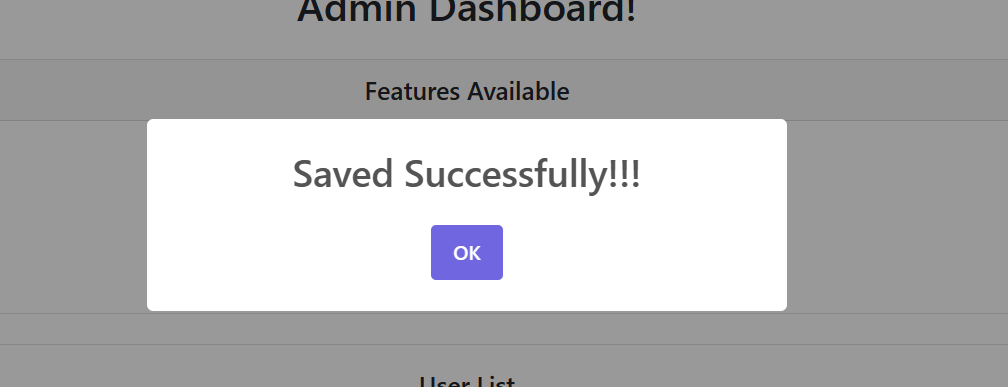 Admin Dashboard!
Features Available
Saved Successfully!!!
OK
User List